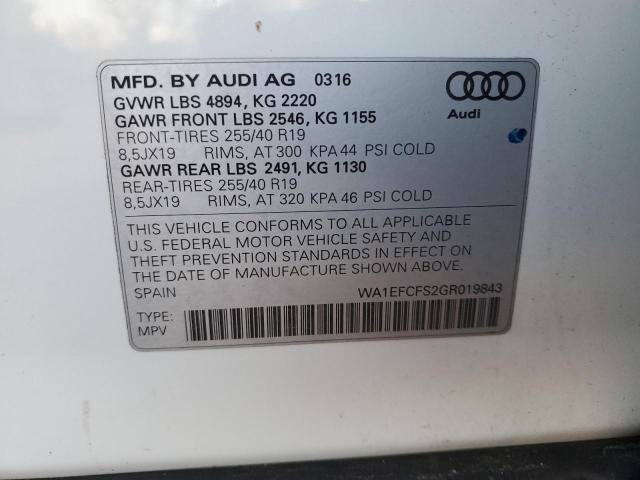 MFD. BY AUDI AG 0316
GVWR LBS 4894, KG 2220
GAWR FRONT LBS 2546, KG 1155
FRONT-TIRES 255/40 R19
8,5JX19 RIMS, AT 300 KPA 44 PSI COLD
GAWR REAR LBS 2491, KG 1130
REAR-TIRES 255/40 R19
8,5JX19 RIMS, AT 320 KPA 46 PSI COLD
Audi
THIS VEHICLE CONFORMS TO ALL APPLICABLE
U.S. FEDERAL MOTOR VEHICLE SAFETY AND
THEFT PREVENTION STANDARDS IN EFFECT ON
THE DATE OF MANUFACTURE SHOWN ABOVE.
SPAIN WA1EFCFS2GR019843
TYPE:
MPV